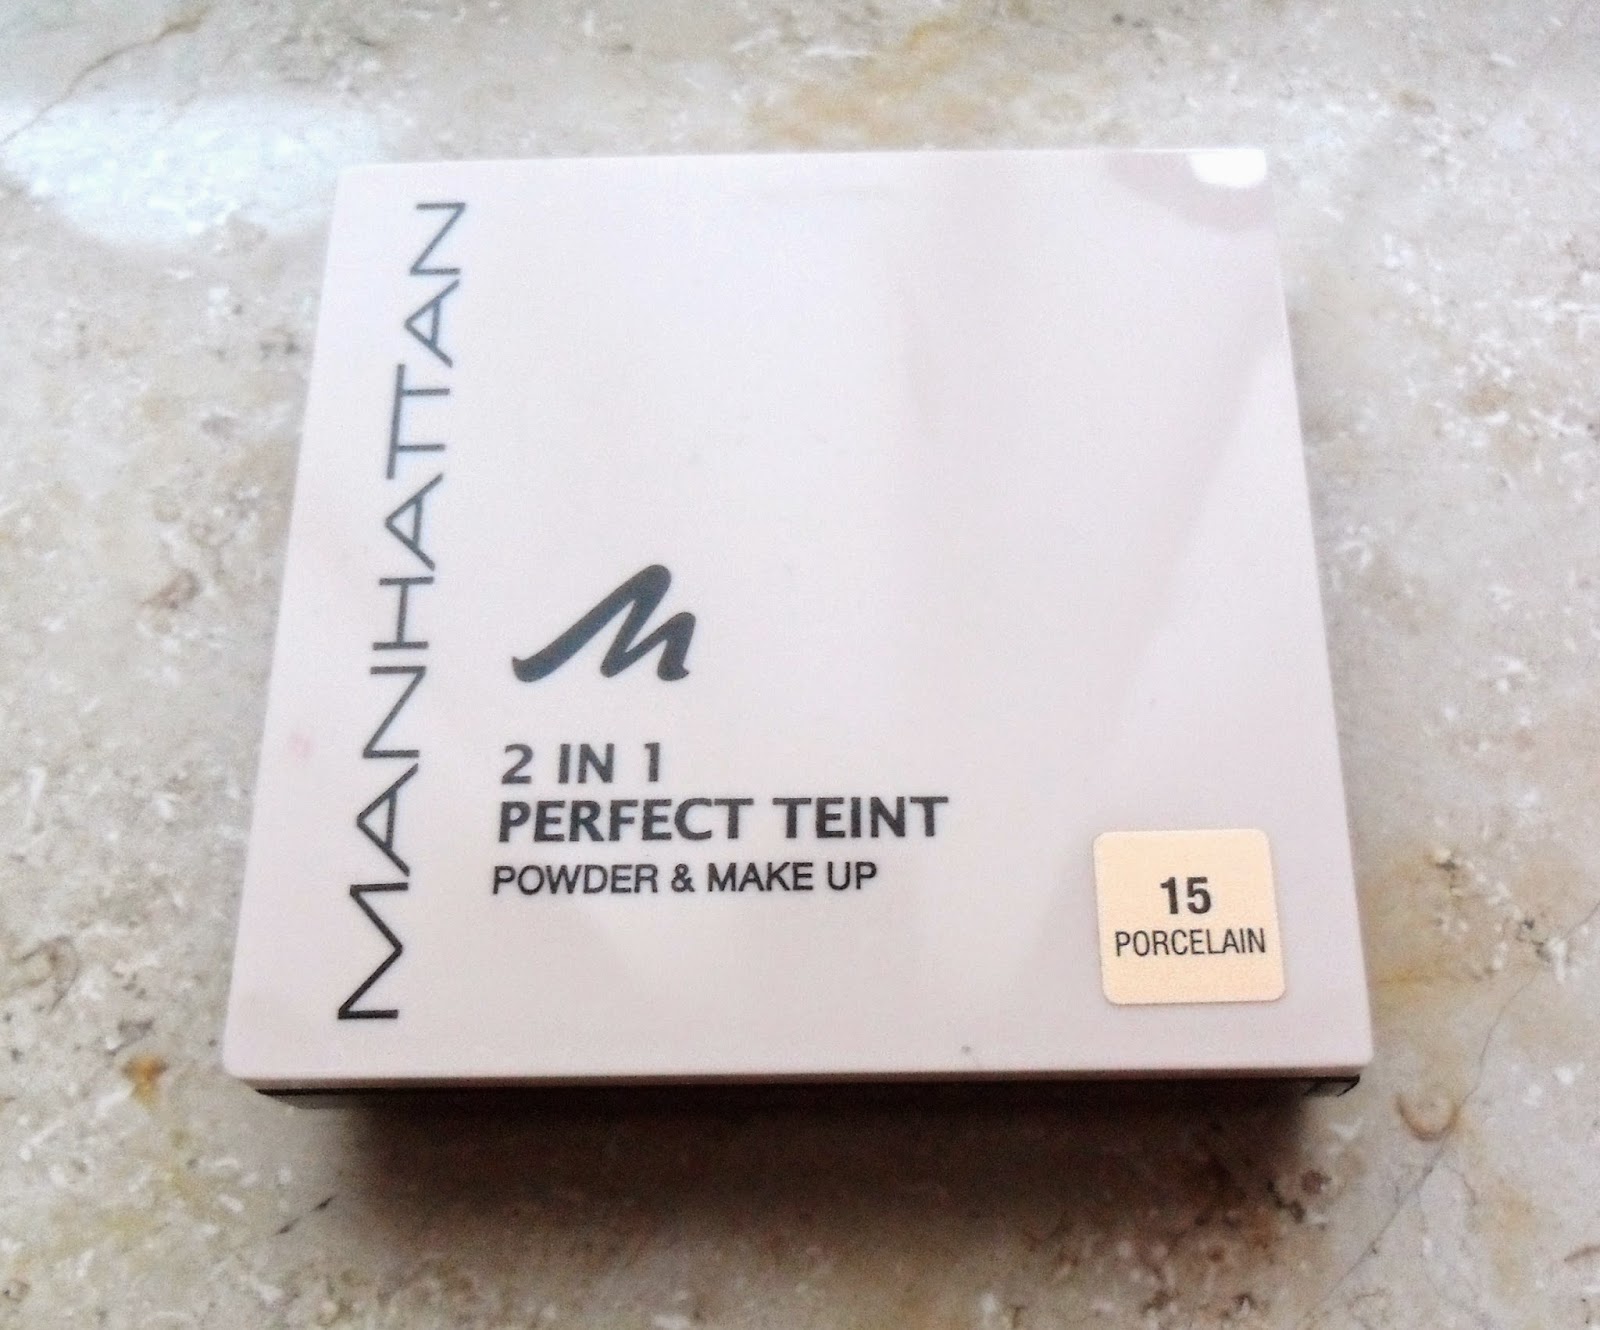 MANHATTAN
M
2 IN 1
PERFECT TEINT
POWDER & MAKE UP
15
PORCELAIN